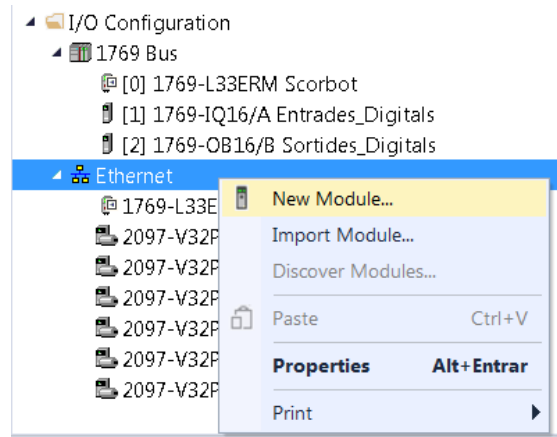 I/O Configuration
1769 Bus
[0] 1769-L33ERM Scorbot
[1] 1769-IQ16/A Entrades_Digitals
[2] 1769-OB16/B Sortides_Digitals
Ethernet
1769-L33E
2097-V32P
2097-V32P
2097-V32P
2097-V32P
2097-V32P
2097-V32P
New Module...
Import Module...
Discover Modules...
Paste Ctrl+V
Properties Alt+Entrar
Print